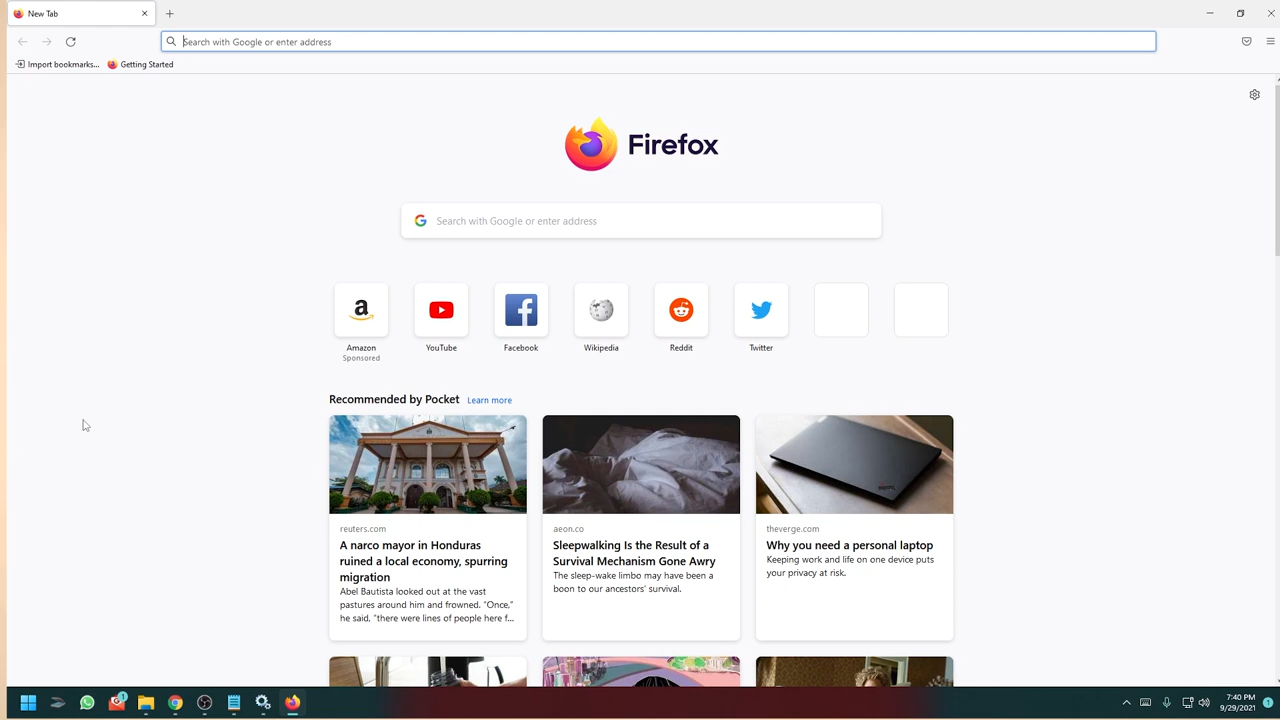 New Tab
Search with Google or enter address
Import bookmarks...
Getting Started
Firefox
Search with Google or enter address
Amazon
Sponsored
YouTube
Facebook
Wikipedia
Reddit
Twitter
Recommended by Pocket
Learn more
reuters.com
A narco mayor in Honduras
ruined a local economy, spurring
migration
Abel Bautista looked out at the vast
pastures around him and frowned. “Once,”
he said, “there were lines of people here f...
aeon.co
Sleepwalking Is the Result of a
Survival Mechanism Gone Awry
The sleep-wake limbo may have been a
boon to our ancestors’ survival.
theverge.com
Why you need a personal laptop
Keeping work and life on one device puts
your privacy at risk.
1
7:40 PM
9/29/2021
1